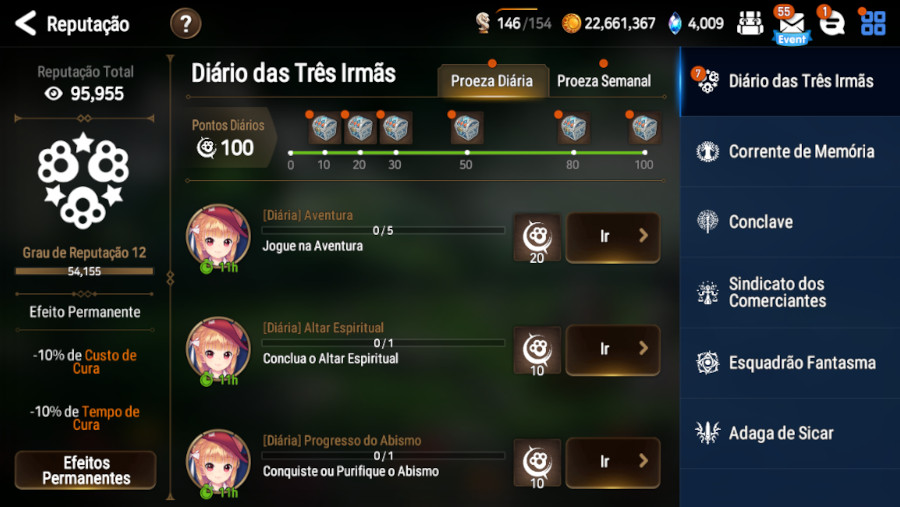 Reputação
?
146/154
22,661,367
4,009
55
Event
1
Reputação Total
95,955
Grau de Reputação 12
54,155
Efeito Permanente
-10% de Custo de
Cura
-10% de Tempo de
Cura
Efeitos
Permanentes
Diário das Três Irmãs
Proeza Diária
Proeza Semanal
Pontos Diários
100
0
10
20
30
50
80
100
[Diária] Aventura
0/5
Jogue na Aventura
11h
20
Ir
[Diária] Altar Espiritual
0/1
Conclua o Altar Espiritual
11h
10
Ir
[Diária] Progresso do Abismo
0/1
Conquiste ou Purifique o Abismo
11h
10
Ir
7
Diário das Três Irmãs
Corrente de Memória
Conclave
Sindicato dos
Comerciantes
Esquadrão Fantasma
Adaga de Sicar